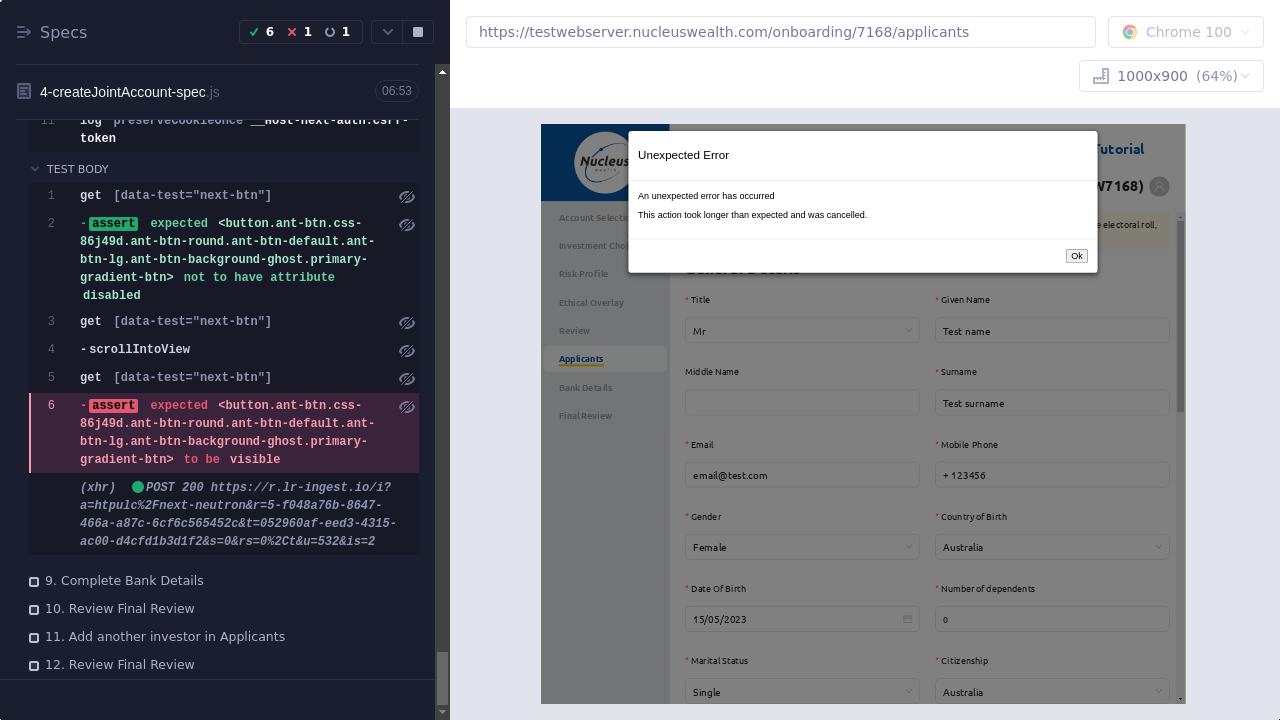 Specs
6
1
1
4-createJointAccount-spec.js
06:53
11 log preserveCookieOnce __Host-next-auth.csrf-
token
TEST BODY
1 get [data-test="next-btn"]
2 -assert expected <button.ant-btn.css-
86j49d.ant-btn-round.ant-btn-default.ant-
btn-lg.ant-btn-background-ghost.primary-
gradient-btn> not to have attribute
disabled
3 get [data-test="next-btn"]
4 -scrollIntoView
5 get [data-test="next-btn"]
6 -assert expected <button.ant-btn.css-
86j49d.ant-btn-round.ant-btn-default.ant-
btn-lg.ant-btn-background-ghost.primary-
gradient-btn> to be visible
(xhr) POST 200 https://r.lr-ingest.io/i?
a=htpulc%2Fnext-neutron&r=5-f048a76b-8647-
466a-a87c-6cf6c565452c&t=052960af-eed3-4315-
ac00-d4cfd1b3d1f2&s=0&rs=0%2Ct&u=532&is=2
9. Complete Bank Details
10. Review Final Review
11. Add another investor in Applicants
12. Review Final Review
https://testwebserver.nucleuswealth.com/onboarding/7168/applicants
Chrome 100
1000x900 (64%)
Nucleus
wealth
Tutorial
W7168)
Unexpected Error
An unexpected error has occurred
This action took longer than expected and was cancelled.
Ok
e electoral roll,
Account Selectio
Investment Choi
Risk Profile
Ethical Overlay
Review
Applicants
Bank Details
Final Review
* Title
Mr
* Given Name
Test name
Middle Name
* Surname
Test surname
* Email
email@test.com
* Mobile Phone
+ 123456
* Gender
Female
* Country of Birth
Australia
* Date Of Birth
15/05/2023
* Number of dependents
0
* Marital Status
Single
* Citizenship
Australia